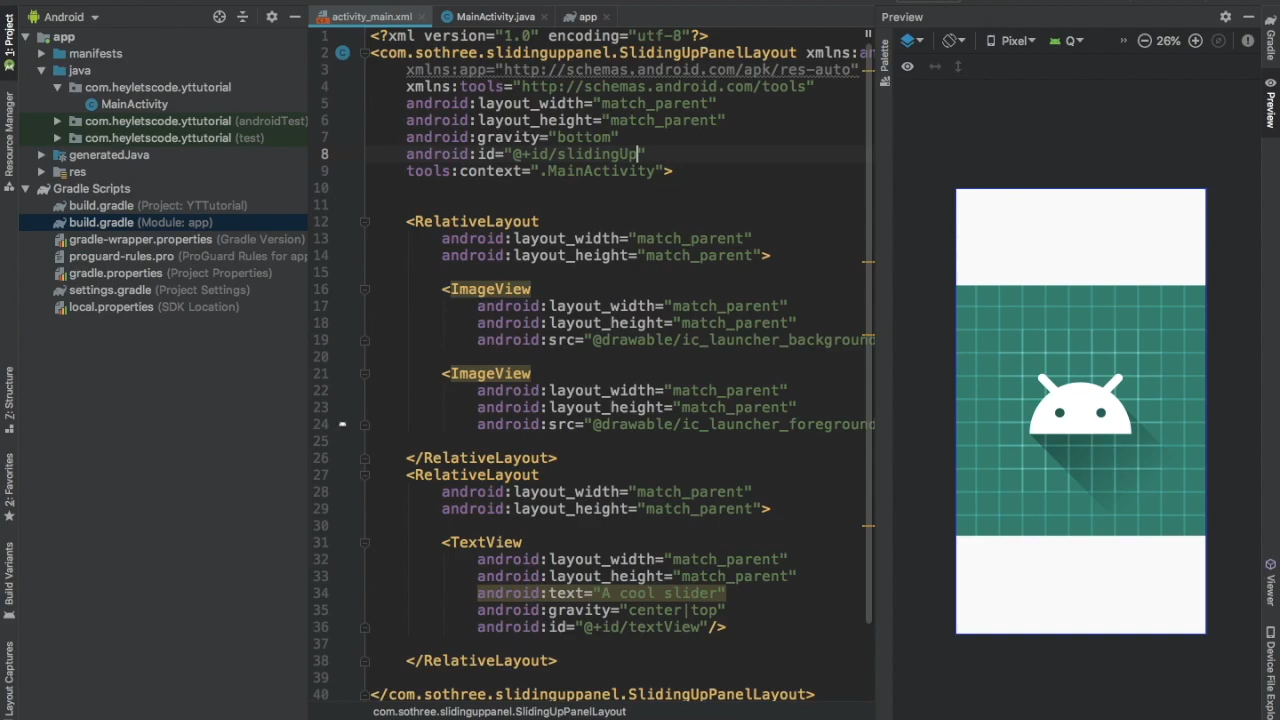 Android
activity_main.xml
MainActivity.java
app
Preview
1: Project
Resource Manager
Z: Structure
2: Favorites
Build Variants
Layout Captures
app
manifests
java
com.heyletscode.yttutorial
MainActivity
com.heyletscode.yttutorial (androidTest)
com.heyletscode.yttutorial (test)
generatedJava
res
Gradle Scripts
build.gradle (Project: YTTutorial)
build.gradle (Module: app)
gradle-wrapper.properties (Gradle Version)
proguard-rules.pro (ProGuard Rules for app
gradle.properties (Project Properties)
settings.gradle (Project Settings)
local.properties (SDK Location)
1 <?xml version="1.0" encoding="utf-8"?>
2 <com.sothree.slidinguppanel.SlidingUpPanelLayout xmlns:an
3 xmlns:app="http://schemas.android.com/apk/res-auto"
4 xmlns:tools="http://schemas.android.com/tools"
5 android:layout_width="match_parent"
6 android:layout_height="match_parent"
7 android:gravity="bottom"
8 android:id="@+id/slidingUp"
9 tools:context=".MainActivity">
10
11
12 <RelativeLayout
13 android:layout_width="match_parent"
14 android:layout_height="match_parent">
15
16 <ImageView
17 android:layout_width="match_parent"
18 android:layout_height="match_parent"
19 android:src="@drawable/ic_launcher_background
20
21 <ImageView
22 android:layout_width="match_parent"
23 android:layout_height="match_parent"
24 android:src="@drawable/ic_launcher_foreground
25
26 </RelativeLayout>
27 <RelativeLayout
28 android:layout_width="match_parent"
29 android:layout_height="match_parent">
30
31 <TextView
32 android:layout_width="match_parent"
33 android:layout_height="match_parent"
34 android:text="A cool slider"
35 android:gravity="center|top"
36 android:id="@+id/textView"/>
37
38 </RelativeLayout>
39
40 </com.sothree.slidinguppanel.SlidingUpPanelLayout>
com.sothree.slidinguppanel.SlidingUpPanelLayout
Palette
Pixel
Q
26%
Gradle
Preview
Viewer
Device File Explo